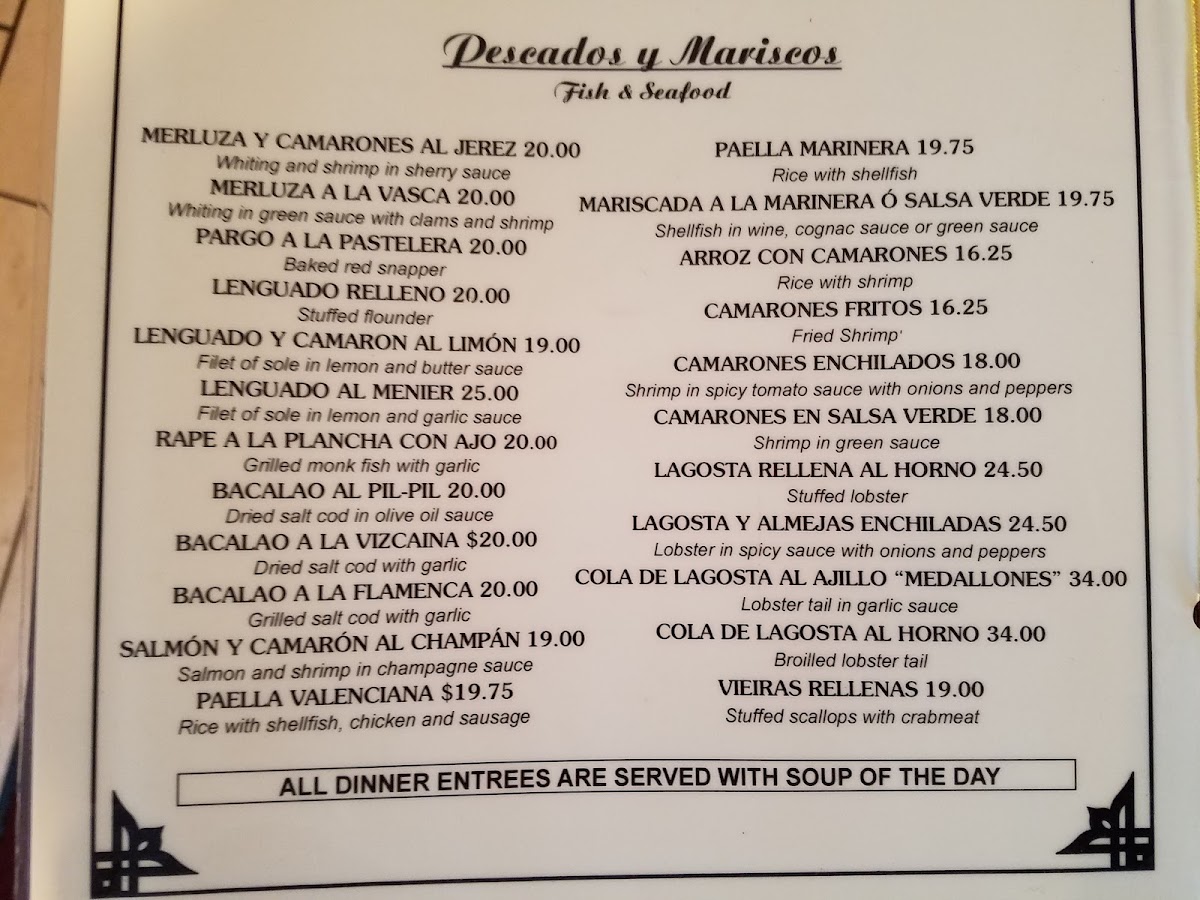 Pescados y Mariscos
Fish & Seafood
MERLUZA Y CAMARONES AL JEREZ 20.00
Whiting and shrimp in sherry sauce
MERLUZA A LA VASCA 20.00
Whiting in green sauce with clams and shrimp
PARGO A LA PASTELERA 20.00
Baked red snapper
LENGUADO RELLENO 20.00
Stuffed flounder
LENGUADO Y CAMARON AL LIMÓN 19.00
Filet of sole in lemon and butter sauce
LENGUADO AL MENIER 25.00
Filet of sole in lemon and garlic sauce
RAPE A LA PLANCHA CON AJO 20.00
Grilled monk fish with garlic
BACALAO AL PIL-PIL 20.00
Dried salt cod in olive oil sauce
BACALAO A LA VIZCAINA $20.00
Dried salt cod with garlic
BACALAO A LA FLAMENCA 20.00
Grilled salt cod with garlic
SALMÓN Y CAMARÓN AL CHAMPÁN 19.00
Salmon and shrimp in champagne sauce
PAELLA VALENCIANA $19.75
Rice with shellfish, chicken and sausage
PAELLA MARINERA 19.75
Rice with shellfish
MARISCADA A LA MARINERA Ó SALSA VERDE 19.75
Shellfish in wine, cognac sauce or green sauce
ARROZ CON CAMARONES 16.25
Rice with shrimp
CAMARONES FRITOS 16.25
Fried Shrimp
CAMARONES ENCHILADOS 18.00
Shrimp in spicy tomato sauce with onions and peppers
CAMARONES EN SALSA VERDE 18.00
Shrimp in green sauce
LAGOSTA RELLENA AL HORNO 24.50
Stuffed lobster
LAGOSTA Y ALMEJAS ENCHILADAS 24.50
Lobster in spicy sauce with onions and peppers
COLA DE LAGOSTA AL AJILLO “MEDALLONES” 34.00
Lobster tail in garlic sauce
COLA DE LAGOSTA AL HORNO 34.00
Broilled lobster tail
VIEIRAS RELLENAS 19.00
Stuffed scallops with crabmeat
ALL DINNER ENTREES ARE SERVED WITH SOUP OF THE DAY